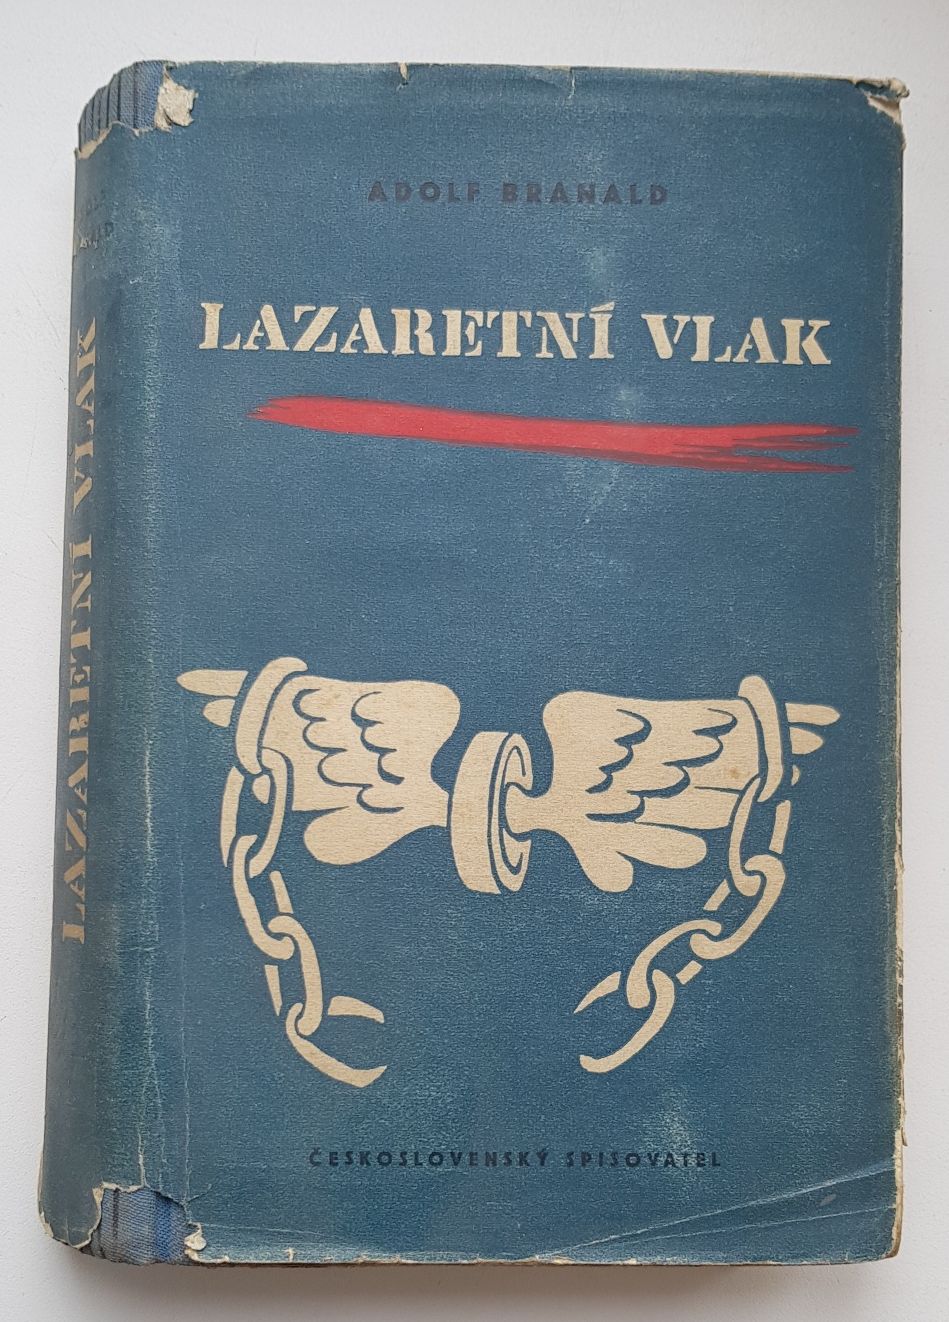 ADOLF BRANALD
LAZARETNÍ VLAK
ČESKOSLOVENSKÝ SPISOVATEL
LAZARETNÍ VLAK